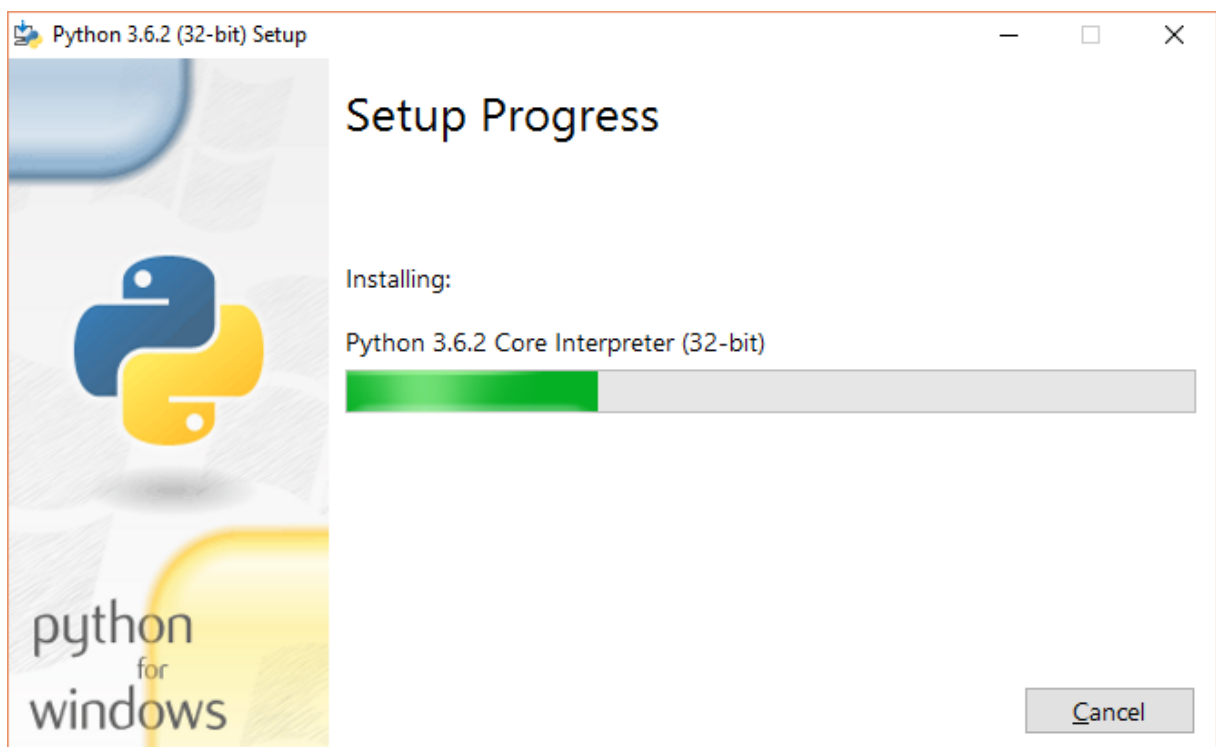 Python 3.6.2 (32-bit) Setup
Setup Progress
Installing:
Python 3.6.2 Core Interpreter (32-bit)
python
for
windows
Cancel